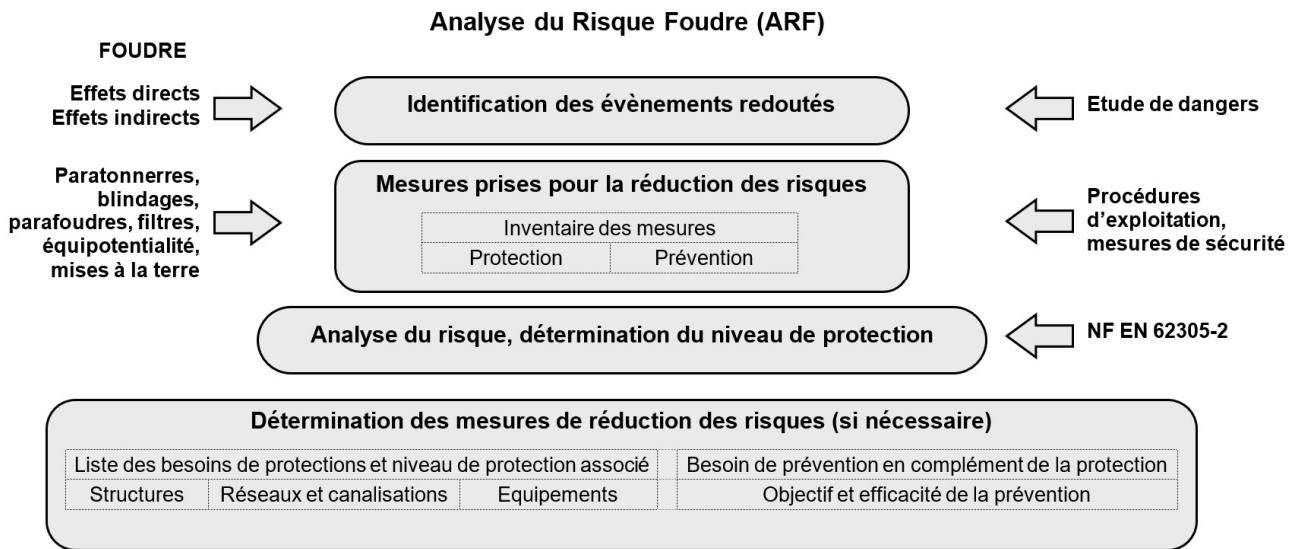 Analyse du Risque Foudre (ARF)
FOUDRE
Effets directs
Effets indirects
Identification des évènements redoutés
Etude de dangers
Paratonnerres,
blindages,
parafoudres, filtres,
équipotentialité,
mises à la terre
Mesures prises pour la réduction des risques
Inventaire des mesures
Protection
Prévention
Procédures
d’exploitation,
mesures de sécurité
Analyse du risque, détermination du niveau de protection
NF EN 62305-2
Détermination des mesures de réduction des risques (si nécessaire)
Liste des besoins de protections et niveau de protection associé
Besoin de prévention en complément de la protection
Structures
Réseaux et canalisations
Equipements
Objectif et efficacité de la prévention